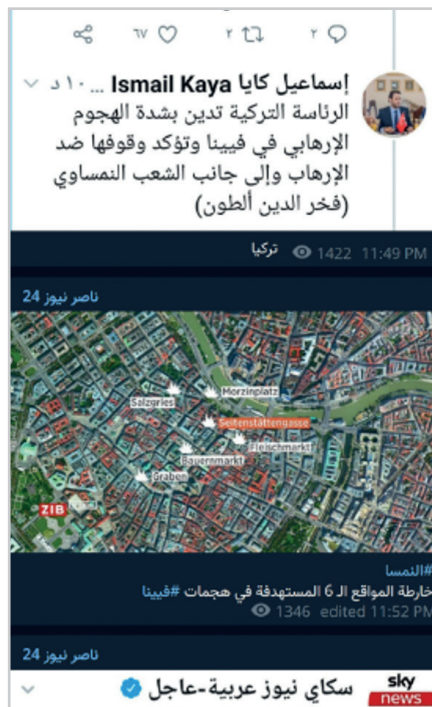 ٢ ٢ ٦٧
إسماعيل كايا Ismail Kaya ... ١٠ د
الرئاسة التركية تدين بشدة الهجوم
الإرهابي في فيينا وتؤكد وقوفها ضد
الإرهاب وإلى جانب الشعب النمساوي
(فخر الدين ألطون)
تركيا 1422 11:49 PM
ناصر نيوز 24
Morzinplatz
Salzgries
Seitenstättengasse
Fleischmarkt
Bauernmarkt
Graben
ZIB
#النمسا
خارطة المواقع الـ 6 المستهدفة في هجمات #فيينا
1346 edited 11:52 PM
ناصر نيوز 24
سكاي نيوز عربية-عاجل
sky
news